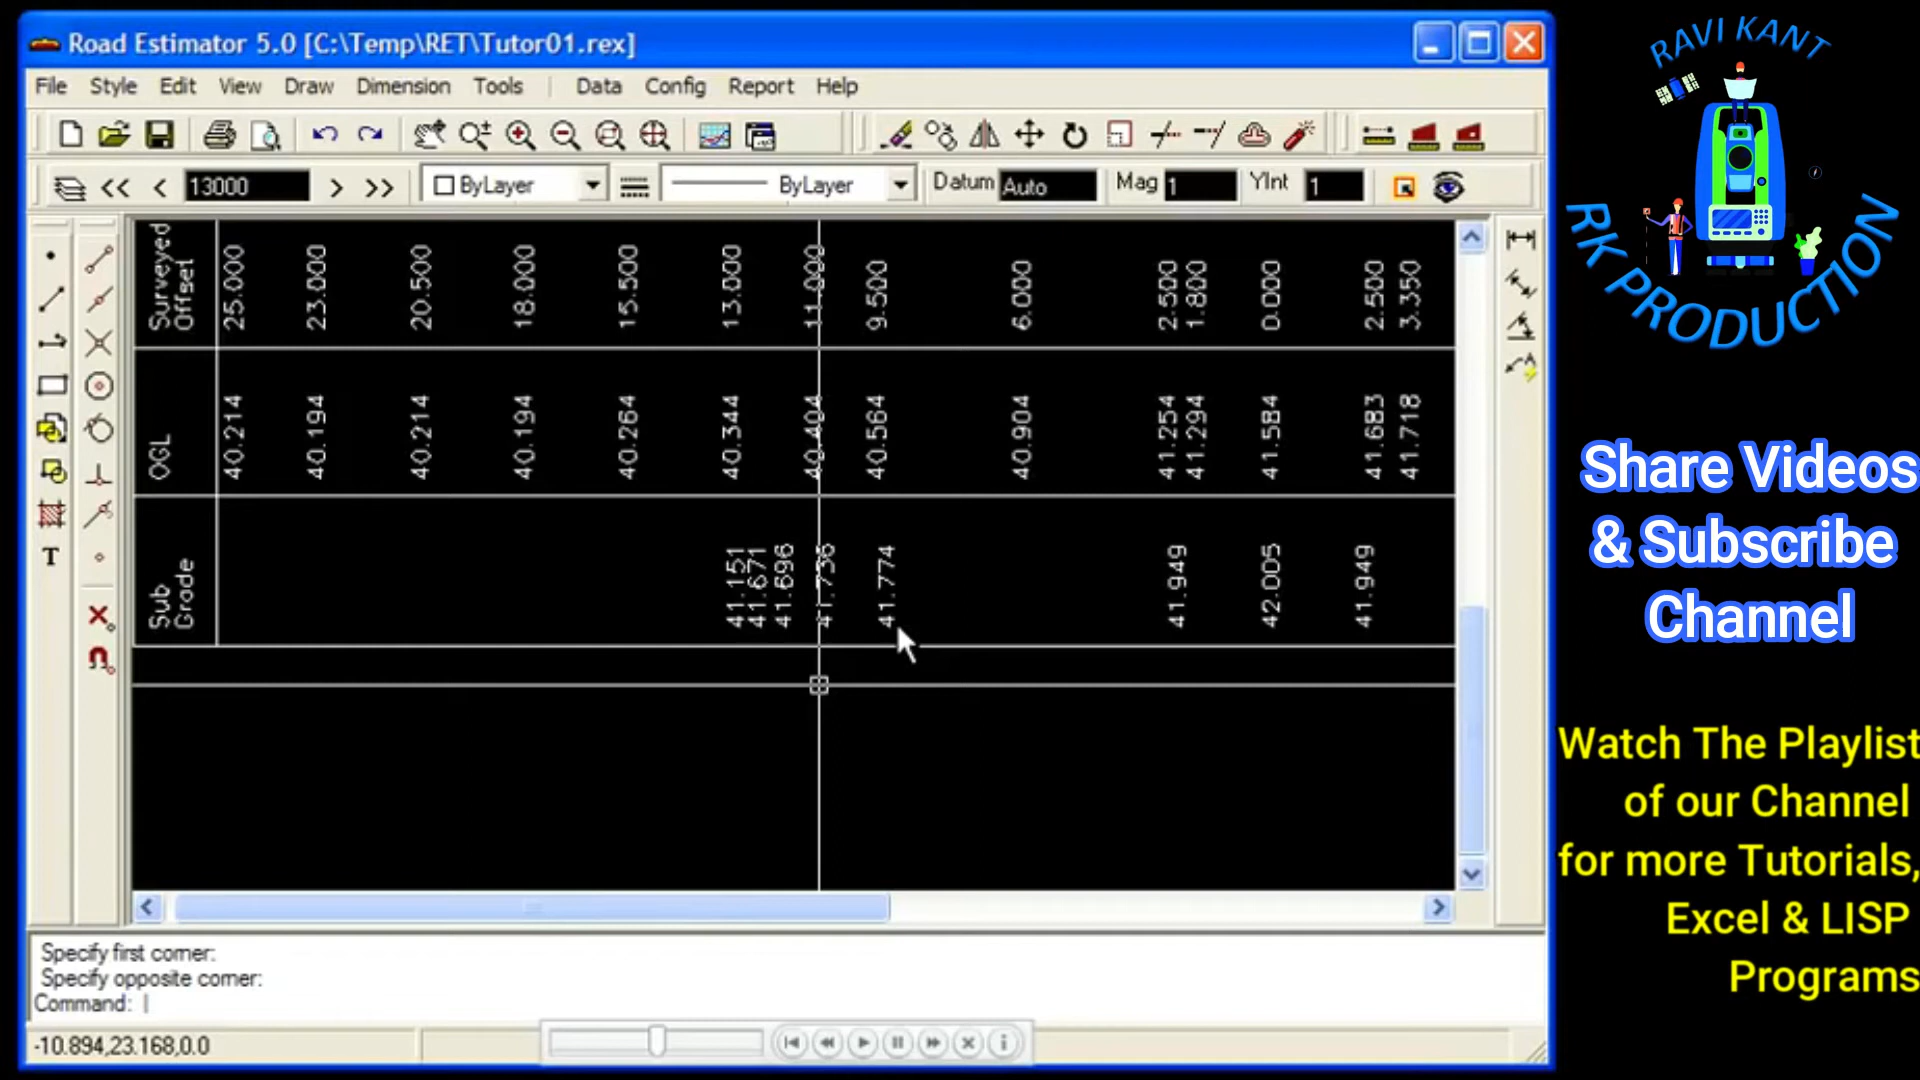 Road Estimator 5.0 [C:\Temp\RET\Tutor01.rex]
File Style Edit View Draw Dimension Tools Data Config Report Help
13000 ByLayer ByLayer Datum Auto Mag 1 YInt 1
Surveyed Offset 25.000 23.000 20.500 18.000 15.500 13.000 11.000 9.500 6.000 2.500 1.800 0.000 2.500 3.350
OGL 40.214 40.194 40.214 40.194 40.264 40.344 40.404 40.564 40.904 41.254 41.294 41.584 41.683 41.718
Sub Grade 41.151 41.671 41.696 41.736 41.774 41.949 42.005 41.949
T
Specify first corner:
Specify opposite corner:
Command:
-10.894,23.168,0.0
RAVI KANT
RK PRODUCTION
Share Videos
& Subscribe
Channel
Watch The Playlist
of our Channel
for more Tutorials,
Excel & LISP
Programs